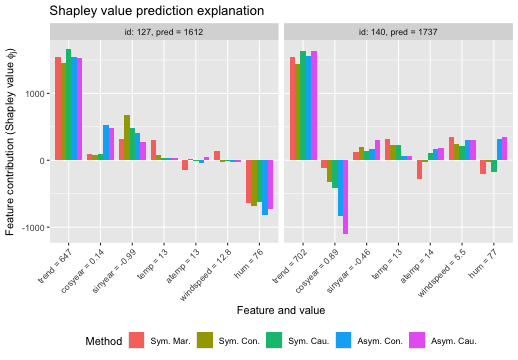 Shapley value prediction explanation
id: 127, pred = 1612
id: 140, pred = 1737
Feature contribution (Shapley value ϕⱼ)
1000
0
-1000
trend = 647
cosyear = 0.14
sinyear = -0.99
temp = 13
atemp = 13
windspeed = 12.8
hum = 76
trend = 702
cosyear = 0.89
sinyear = -0.46
temp = 13
atemp = 14
windspeed = 5.5
hum = 77
Feature and value
Method Sym. Mar. Sym. Con. Sym. Cau. Asym. Con. Asym. Cau.